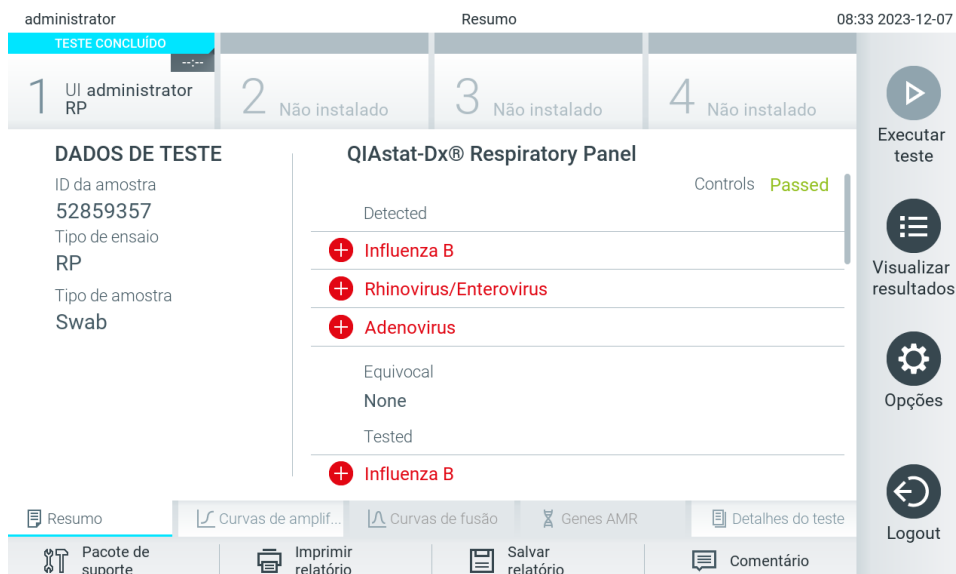 administrator
Resumo
08:33 2023-12-07
TESTE CONCLUÍDO
--:--
1 UI administrator
RP
2 Não instalado
3 Não instalado
4 Não instalado
Executar
teste
DADOS DE TESTE
ID da amostra
52859357
Tipo de ensaio
RP
Tipo de amostra
Swab
QIAstat-Dx® Respiratory Panel
Controls Passed
Detected
Influenza B
Rhinovirus/Enterovirus
Adenovirus
Equivocal
None
Tested
Influenza B
Visualizar
resultados
Opções
Logout
Resumo
Curvas de amplif...
Curvas de fusão
Genes AMR
Detalhes do teste
Pacote de
suporte
Imprimir
relatório
Salvar
relatório
Comentário